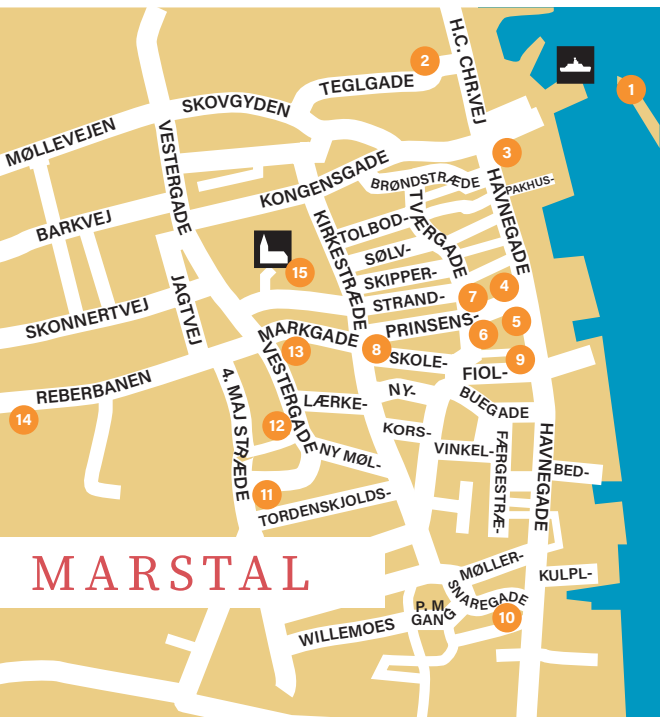 H.C. CHR.VEJ
2
TEGLGADE
1
SKOVGYDEN
MØLLEVEJEN
VESTERGADE
3
KONGENSGADE
BRØNDSTRÆDE
HAVNEGADE
PAKHUS-
BARKVEJ
KIRKESTRÆDE
TOLBOD-
TVÆRGADE
SØLV-
15
SKIPPER-
JAGTVEJ
STRAND-
7
4
SKONNERTVEJ
PRINSENS-
5
6
MARKGADE
8
13
SKOLE-
9
FIOL-
VESTERGADE
REBERBANEN
4. MAJ STRÆDE
LÆRKE-
NY-
BUEGADE
14
12
KORS-
FÆRGESTRÆ-
HAVNEGADE
NY MØL-
VINKEL-
BED-
11
TORDENSKJOLDS-
MARSTAL
MØLLER-
KULPL-
SNAREGADE
P. M.
GANG
10
WILLEMOES